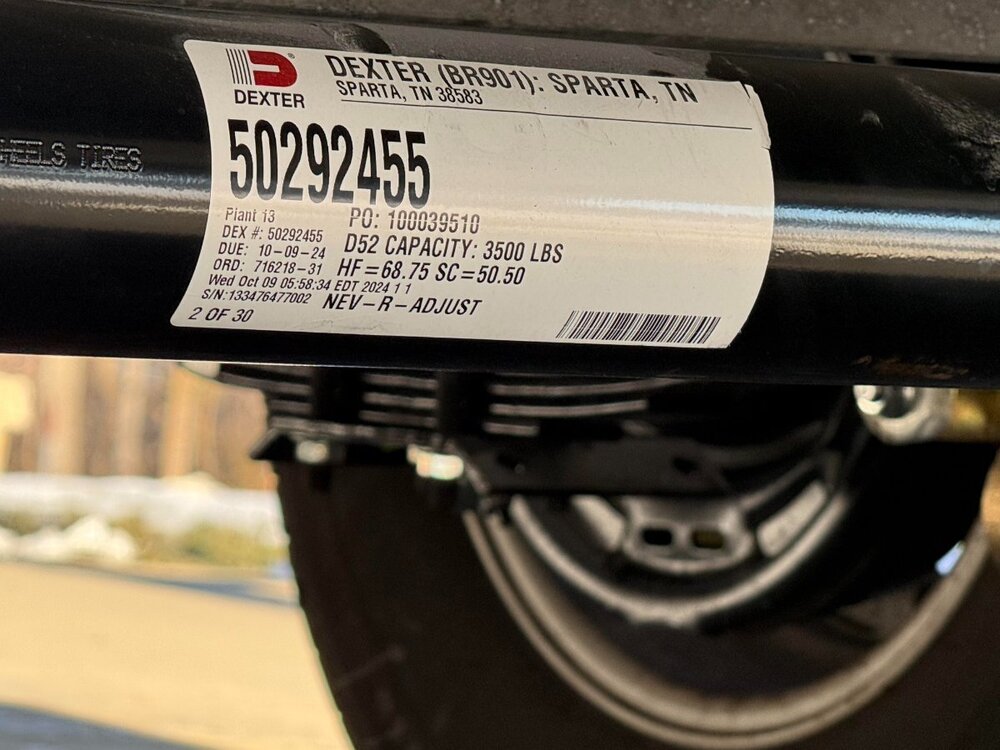 DEXTER
DEXTER (BR901): SPARTA, TN
SPARTA, TN 38583
50292455
Plant 13
DEX #: 50292455
DUE: 10-09-24
ORD: 716218-31
Wed Oct 09 05:58:34 EDT 2024 1 1
S/N:133476477002
2 OF 30
PO: 100039510
D52 CAPACITY: 3500 LBS
HF=68.75 SC=50.50
NEV-R-ADJUST
TIRES